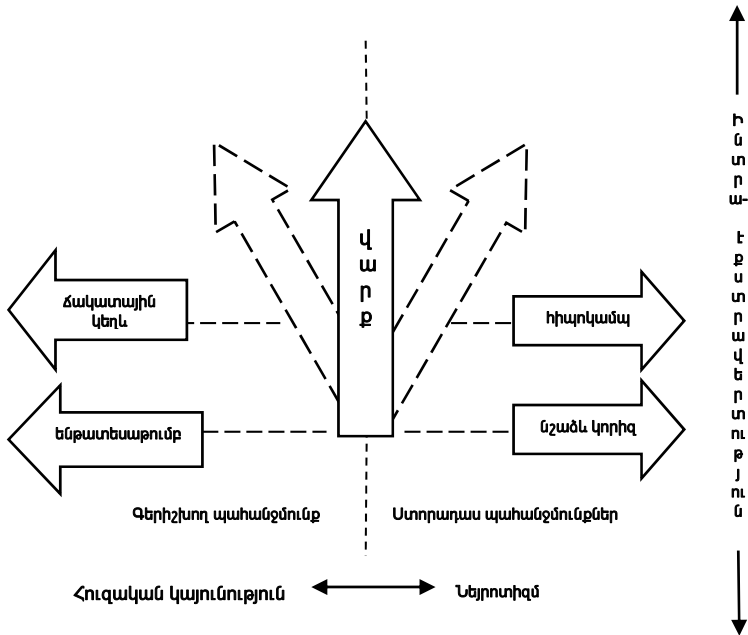 Վարք
Ճակատային
կեղև
հիպոկամպ
ենթատեսաթումբ
նշաձև կորիզ
Գերիշխող պահանջմունք
Ստորադաս պահանջմունքներ
Հուզական կայունություն
Նեյրոտիզմ
Ինտրա-
էքստրավերտություն